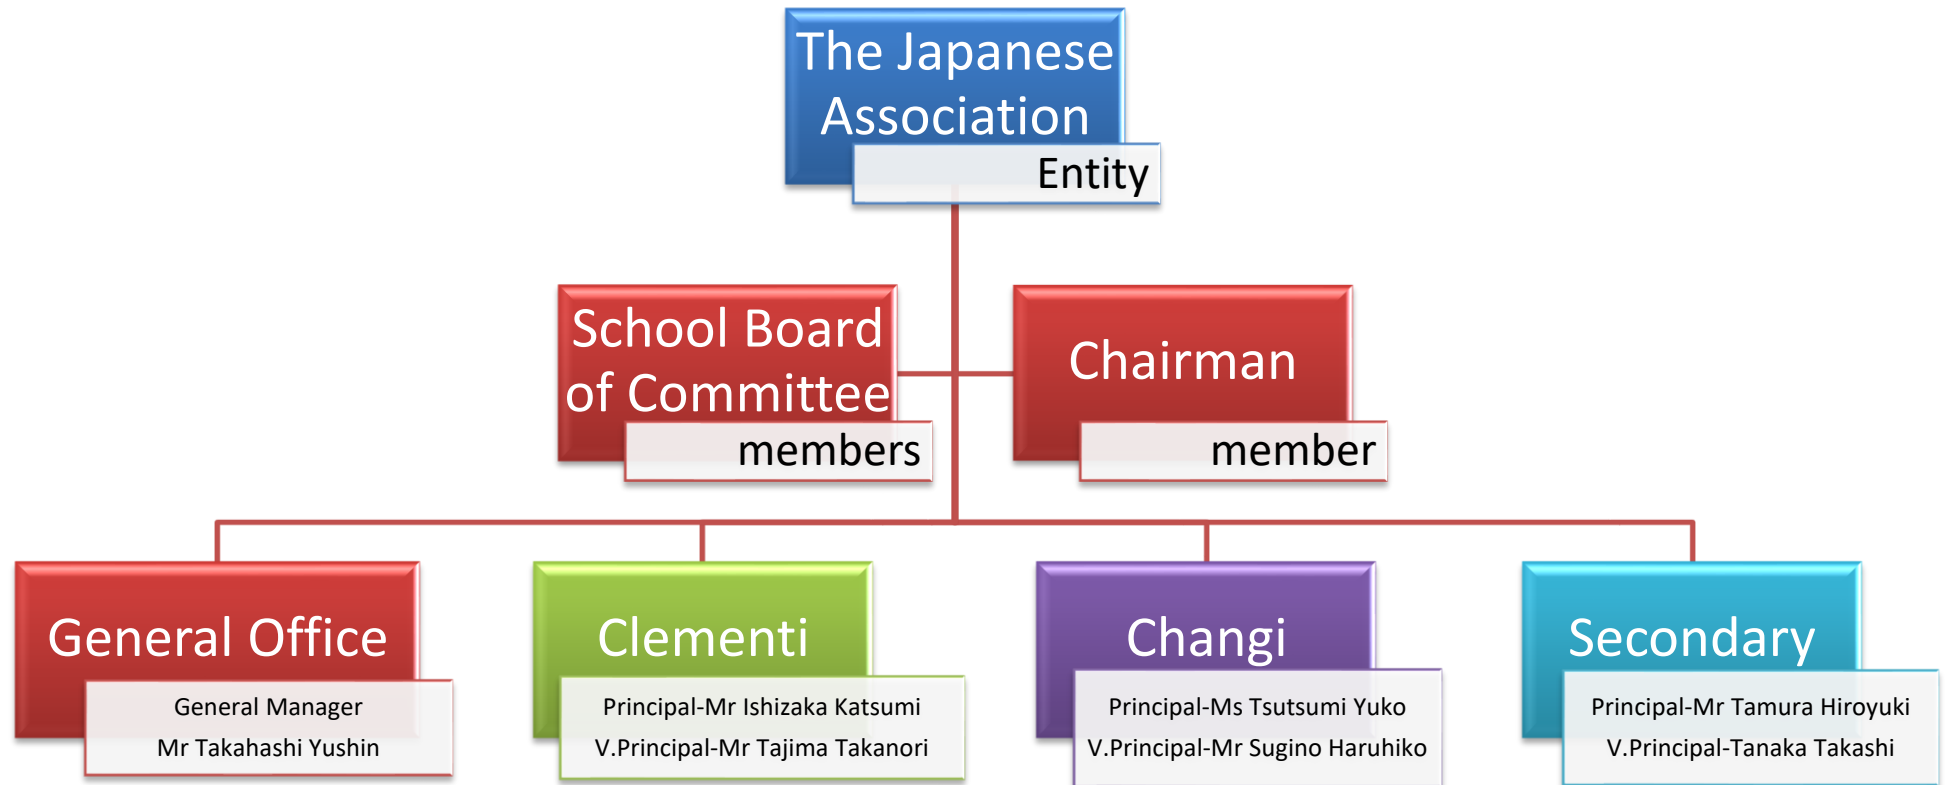 The Japanese
Association
Entity
School Board
of Committee
members
Chairman
member
General Office
General Manager
Mr Takahashi Yushin
Clementi
Principal-Mr Ishizaka Katsumi
V.Principal-Mr Tajima Takanori
Changi
Principal-Ms Tsutsumi Yuko
V.Principal-Mr Sugino Haruhiko
Secondary
Principal-Mr Tamura Hiroyuki
V.Principal-Tanaka Takashi